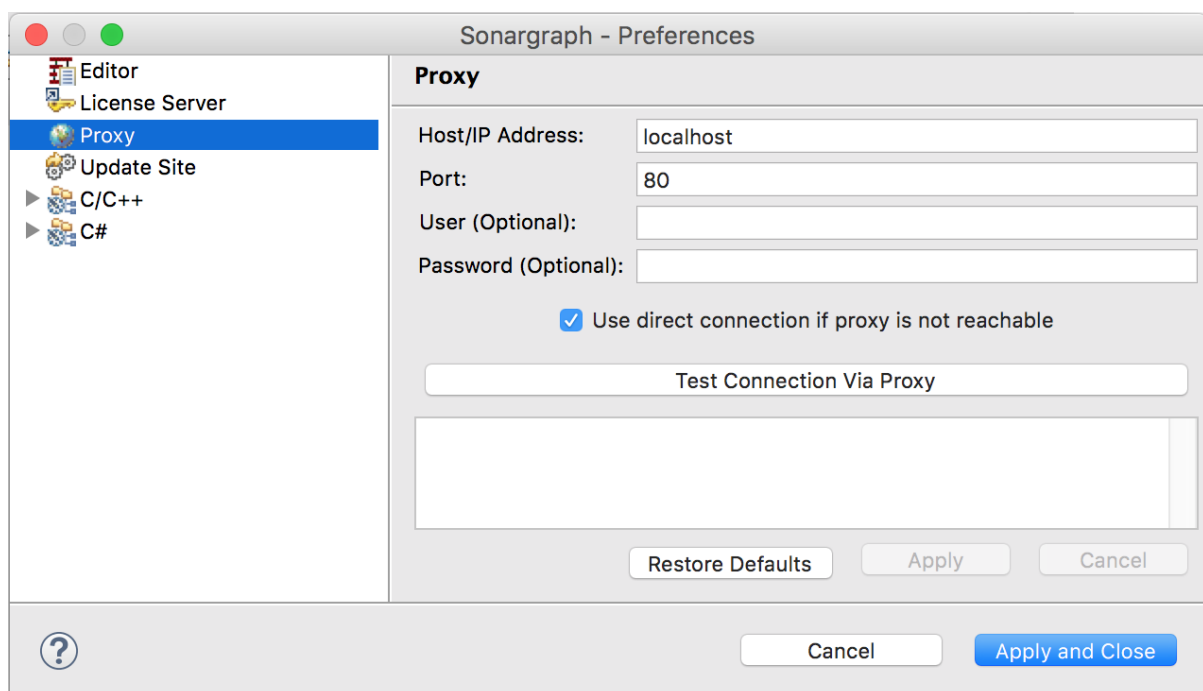 Sonargraph - Preferences
Editor
License Server
Proxy
Update Site
C/C++
C#
Proxy
Host/IP Address: localhost
Port: 80
User (Optional):
Password (Optional):
Use direct connection if proxy is not reachable
Test Connection Via Proxy
Restore Defaults Apply Cancel
? Cancel Apply and Close